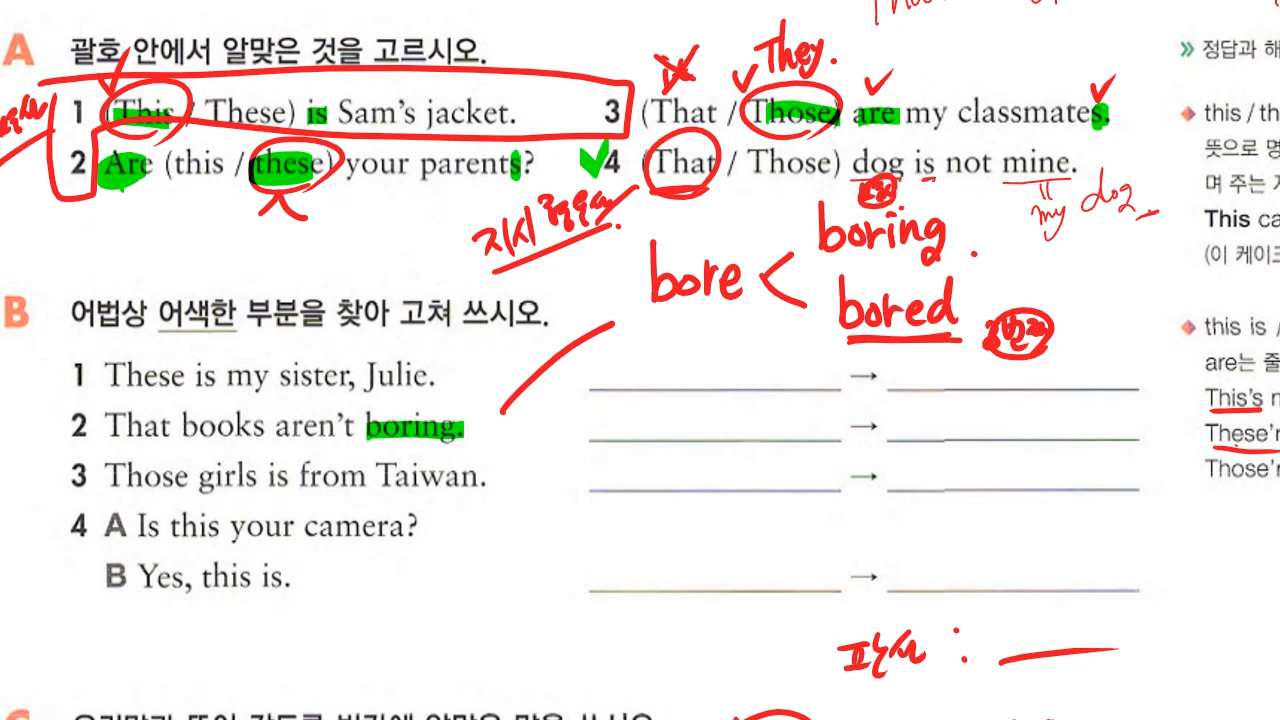 A 괄호 안에서 알맞은 것을 고르시오.
» 정답과 해
They.
1 (This / These) is Sam's jacket.
3 (That / Those) are my classmates.
2 Are (this / these) your parents?
4 (That / Those) dog is not mine.
my dog
지시
boring
bore <
bored
B 어법상 어색한 부분을 찾아 고쳐 쓰시오.
1 These is my sister, Julie. →
2 That books aren't boring. →
3 Those girls is from Taiwan. →
4 A Is this your camera?
B Yes, this is. →
this / th
뜻으로 명
며 주는 지
This ca
(이 케이크
this is /
are는 줄
This's n
These'r
Those'r